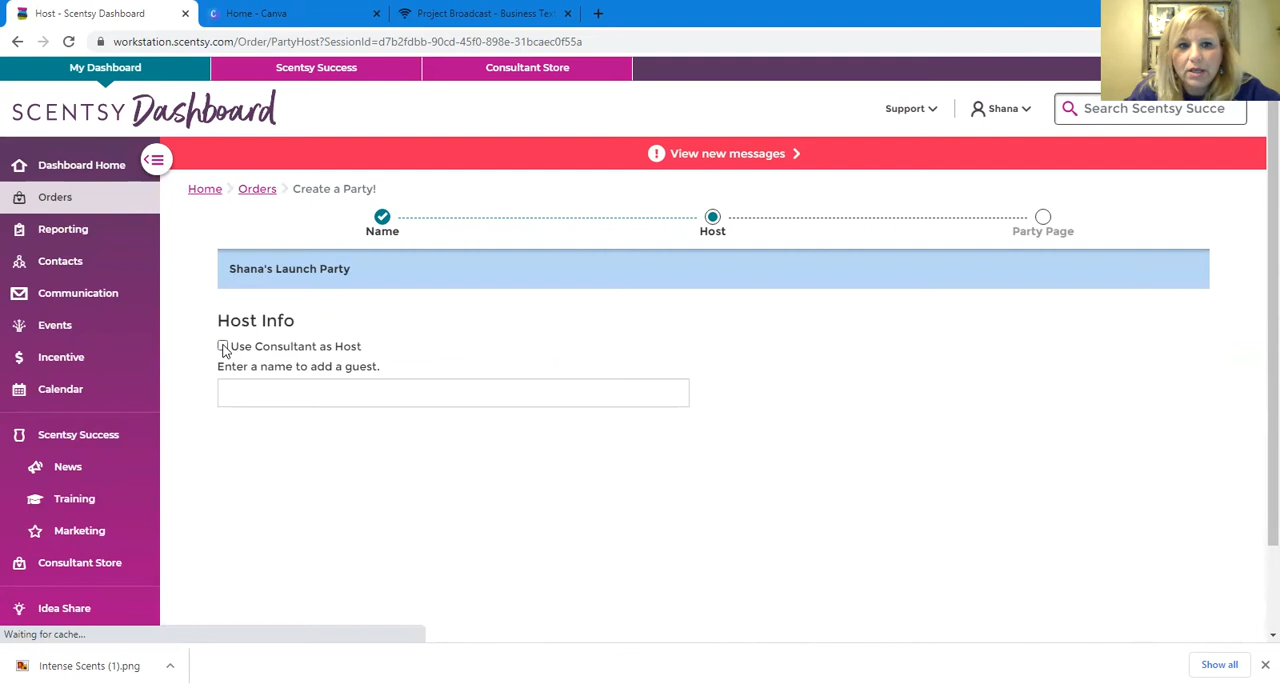 Host - Scentsy Dashboard
Home - Canva
Project Broadcast - Business Tex
workstation.scentsy.com/Order/PartyHost?SessionId=d7b2fdbb-90cd-45f0-898e-31bcaec0f55a
My Dashboard
Scentsy Success
Consultant Store
SCENTSY Dashboard
Support
Shana
Search Scentsy Succe
View new messages
Dashboard Home
Orders
Reporting
Contacts
Communication
Events
Incentive
Calendar
Scentsy Success
News
Training
Marketing
Consultant Store
Idea Share
Home
Orders
Create a Party!
Name
Host
Party Page
Shana's Launch Party
Host Info
Use Consultant as Host
Enter a name to add a guest.
Waiting for cache...
Intense Scents (1).png
Show all